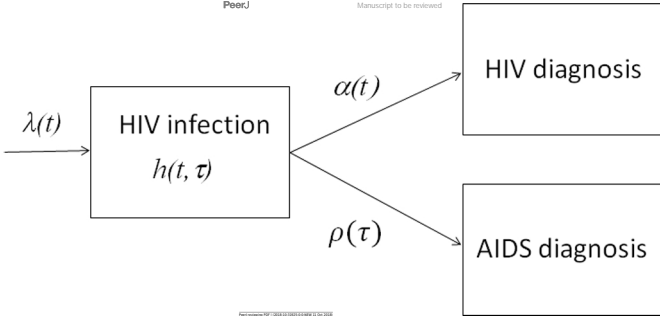 PeerJ Manuscript to be reviewed
HIV diagnosis
α(t)
λ(t)
HIV infection
h(t, τ)
ρ(τ)
AIDS diagnosis